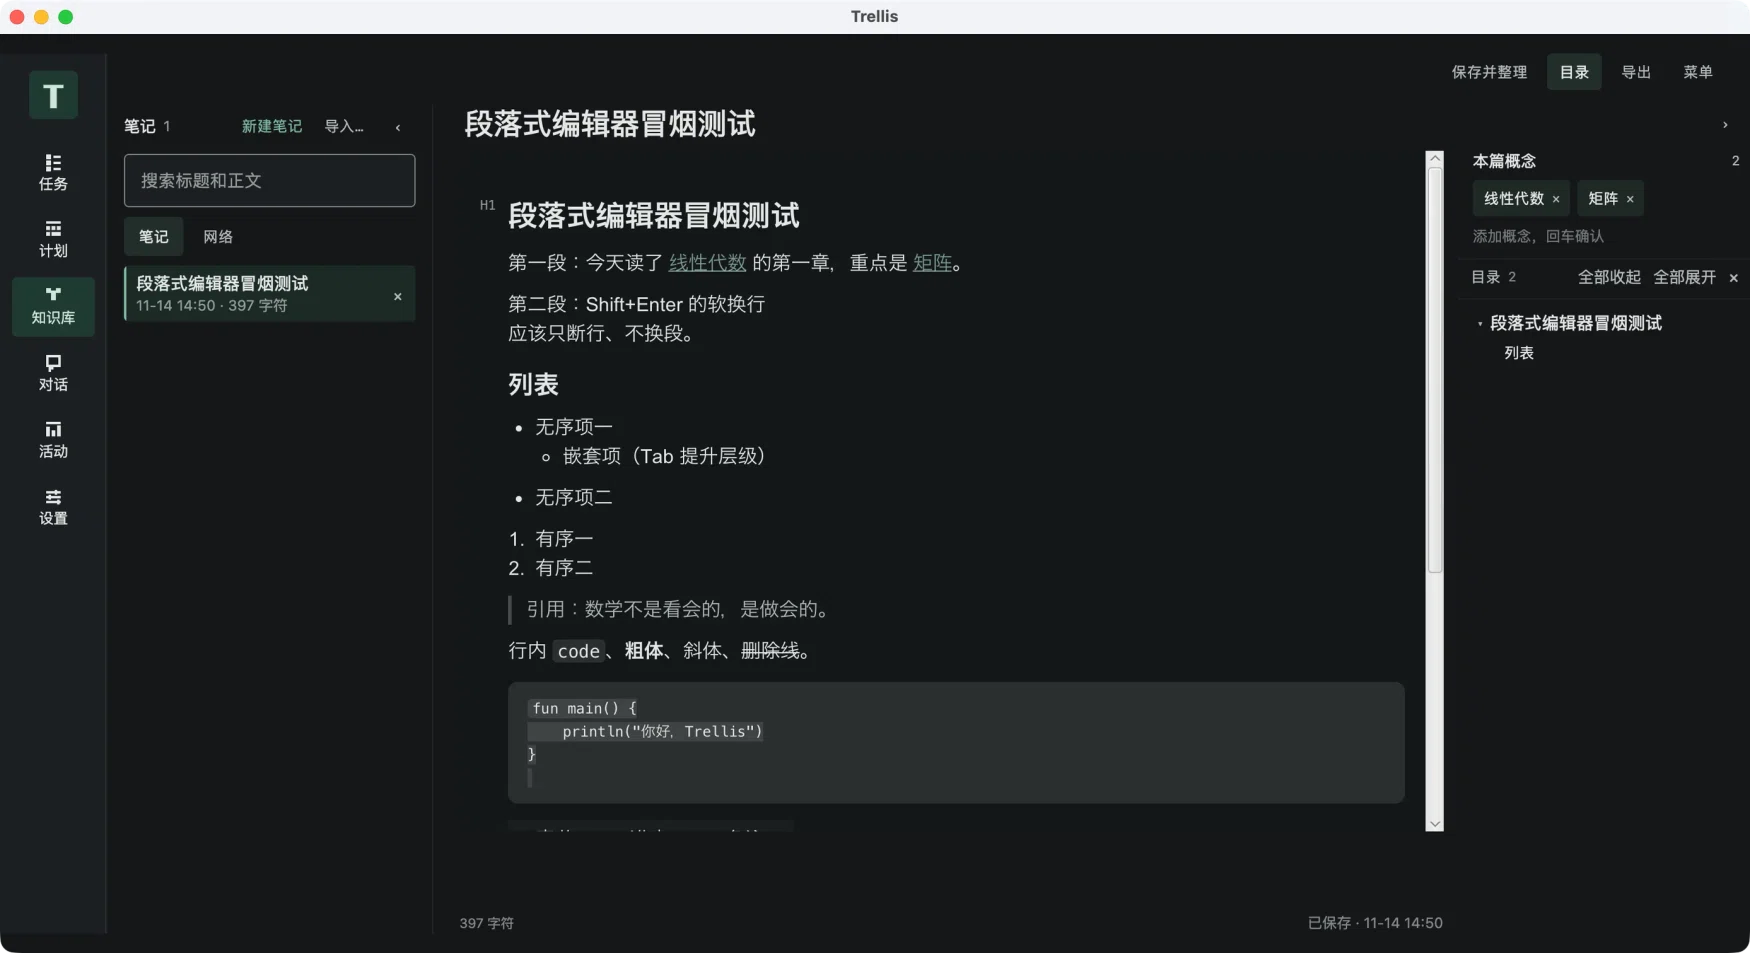 Trellis
保存并整理 目录 导出 菜单
T
任务
计划
知识库
对话
活动
设置
笔记 1 新建笔记 导入... ‹
搜索标题和正文
笔记 网络
段落式编辑器冒烟测试
11-14 14:50 · 397 字符 ×
段落式编辑器冒烟测试
H1 段落式编辑器冒烟测试
第一段：今天读了 线性代数 的第一章，重点是 矩阵。
第二段：Shift+Enter 的软换行
应该只断行、不换段。
列表
• 无序项一
◦ 嵌套项（Tab 提升层级）
• 无序项二
1. 有序一
2. 有序二
引用：数学不是看会的，是做会的。
行内 code、粗体、斜体、删除线。
fun main() {
println("你好，Trellis")
}
397 字符
已保存 · 11-14 14:50
›
本篇概念 2
线性代数 × 矩阵 ×
添加概念，回车确认
目录 2 全部收起 全部展开 ×
段落式编辑器冒烟测试
列表